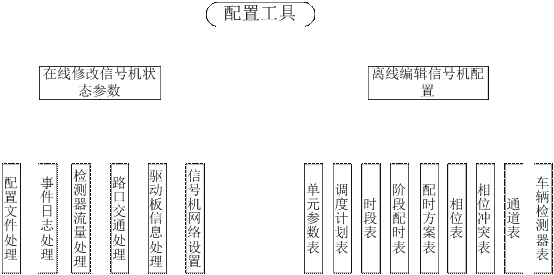 配置工具
在线修改信号机状
态参数
离线编辑信号机配
置
配置文件处理
事件日志处理
检测器流量处理
路口交通处理
驱动板信息处理
信号机网络设置
单元参数表
调度计划表
时段表
阶段配时表
配时方案表
相位表
相位冲突表
通道表
车辆检测器表